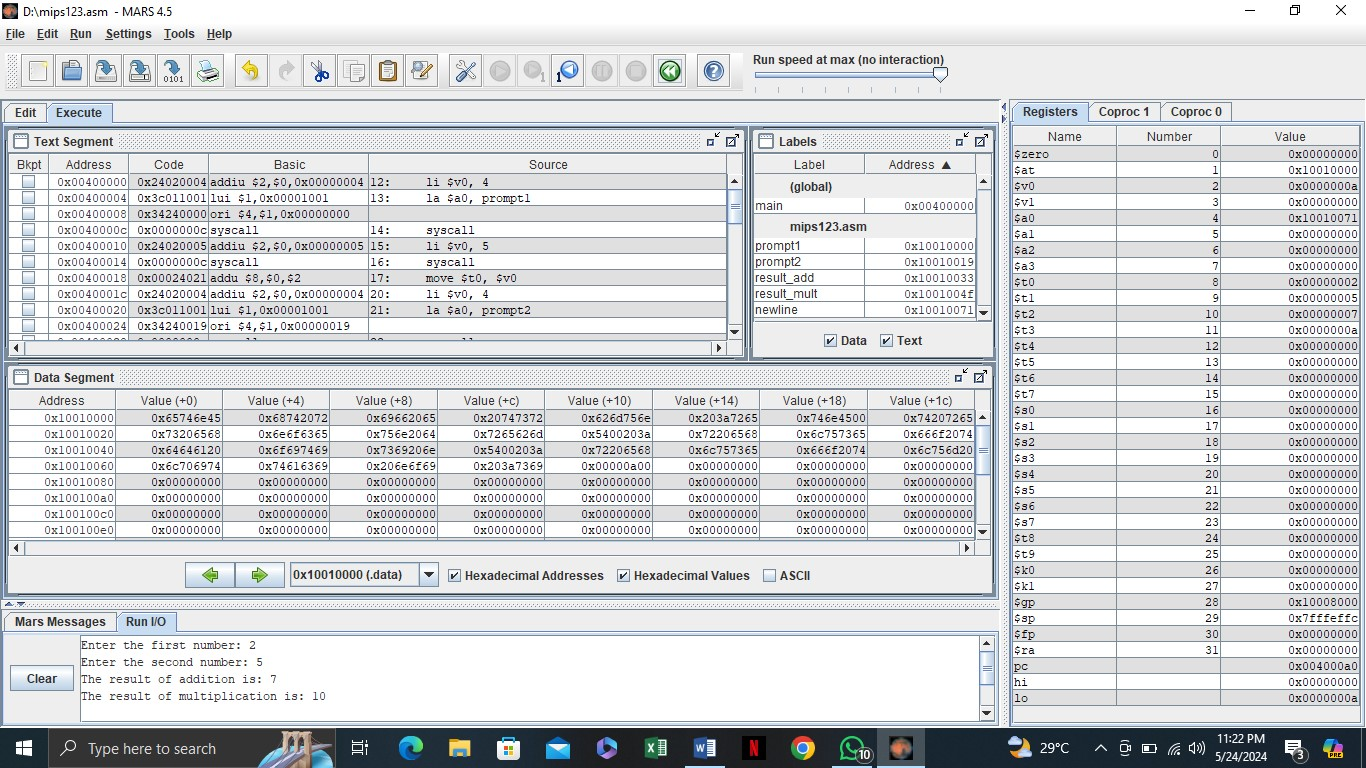 D:\mips123.asm - MARS 4.5
File Edit Run Settings Tools Help
Run speed at max (no interaction)
Edit Execute
Text Segment
Bkpt Address Code Basic Source
0x00400000 0x24020004 addiu $2,$0,0x00000004 12: li $v0, 4
0x00400004 0x3c011001 lui $1,0x00001001 13: la $a0, prompt1
0x00400008 0x34240000 ori $4,$1,0x00000000
0x0040000c 0x0000000c syscall 14: syscall
0x00400010 0x24020005 addiu $2,$0,0x00000005 15: li $v0, 5
0x00400014 0x0000000c syscall 16: syscall
0x00400018 0x00024021 addu $8,$0,$2 17: move $t0, $v0
0x0040001c 0x24020004 addiu $2,$0,0x00000004 20: li $v0, 4
0x00400020 0x3c011001 lui $1,0x00001001 21: la $a0, prompt2
0x00400024 0x34240019 ori $4,$1,0x00000019
Labels
Label Address ▲
(global)
main 0x00400000
mips123.asm
prompt1 0x10010000
prompt2 0x10010019
result_add 0x10010033
result_mult 0x1001004f
newline 0x10010071
Data Text
Data Segment
Address Value (+0) Value (+4) Value (+8) Value (+c) Value (+10) Value (+14) Value (+18) Value (+1c)
0x10010000 0x65746e45 0x68742072 0x69662065 0x20747372 0x626d756e 0x203a7265 0x746e4500 0x74207265
0x10010020 0x73206568 0x6e6f6365 0x756e2064 0x7265626d 0x5400203a 0x72206568 0x6c757365 0x666f2074
0x10010040 0x64646120 0x6f697469 0x7369206e 0x5400203a 0x72206568 0x6c757365 0x666f2074 0x6c756d20
0x10010060 0x6c706974 0x74616369 0x206e6f69 0x203a7369 0x00000a00 0x00000000 0x00000000 0x00000000
0x10010080 0x00000000 0x00000000 0x00000000 0x00000000 0x00000000 0x00000000 0x00000000 0x00000000
0x100100a0 0x00000000 0x00000000 0x00000000 0x00000000 0x00000000 0x00000000 0x00000000 0x00000000
0x100100c0 0x00000000 0x00000000 0x00000000 0x00000000 0x00000000 0x00000000 0x00000000 0x00000000
0x100100e0 0x00000000 0x00000000 0x00000000 0x00000000 0x00000000 0x00000000 0x00000000 0x00000000
0x10010000 (.data) Hexadecimal Addresses Hexadecimal Values ASCII
Mars Messages Run I/O
Clear
Enter the first number: 2
Enter the second number: 5
The result of addition is: 7
The result of multiplication is: 10
Registers Coproc 1 Coproc 0
Name Number Value
$zero 0 0x00000000
$at 1 0x10010000
$v0 2 0x0000000a
$v1 3 0x00000000
$a0 4 0x10010071
$a1 5 0x00000000
$a2 6 0x00000000
$a3 7 0x00000000
$t0 8 0x00000002
$t1 9 0x00000005
$t2 10 0x00000007
$t3 11 0x0000000a
$t4 12 0x00000000
$t5 13 0x00000000
$t6 14 0x00000000
$t7 15 0x00000000
$s0 16 0x00000000
$s1 17 0x00000000
$s2 18 0x00000000
$s3 19 0x00000000
$s4 20 0x00000000
$s5 21 0x00000000
$s6 22 0x00000000
$s7 23 0x00000000
$t8 24 0x00000000
$t9 25 0x00000000
$k0 26 0x00000000
$k1 27 0x00000000
$gp 28 0x10008000
$sp 29 0x7fffeffc
$fp 30 0x00000000
$ra 31 0x00000000
pc 0x004000a0
hi 0x00000000
lo 0x0000000a
Type here to search
10
29°C
11:22 PM
5/24/2024
3
PRE